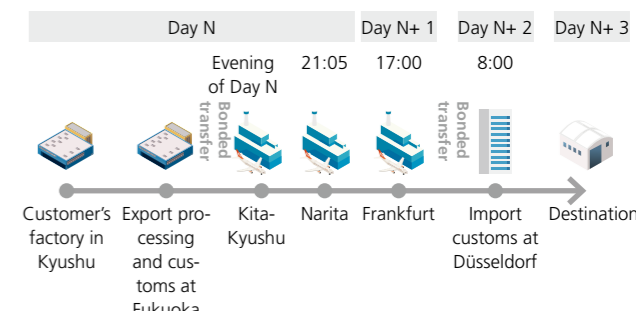 Day N
Day N+ 1
Day N+ 2
Day N+ 3
Evening
of Day N
21:05
17:00
8:00
Bonded
transfer
Bonded
transfer
Customer's
factory in
Kyushu
Export pro-
cessing
and cus-
toms at
Fukuoka
Kita-
Kyushu
Narita
Frankfurt
Import
customs at
Düsseldorf
Destination